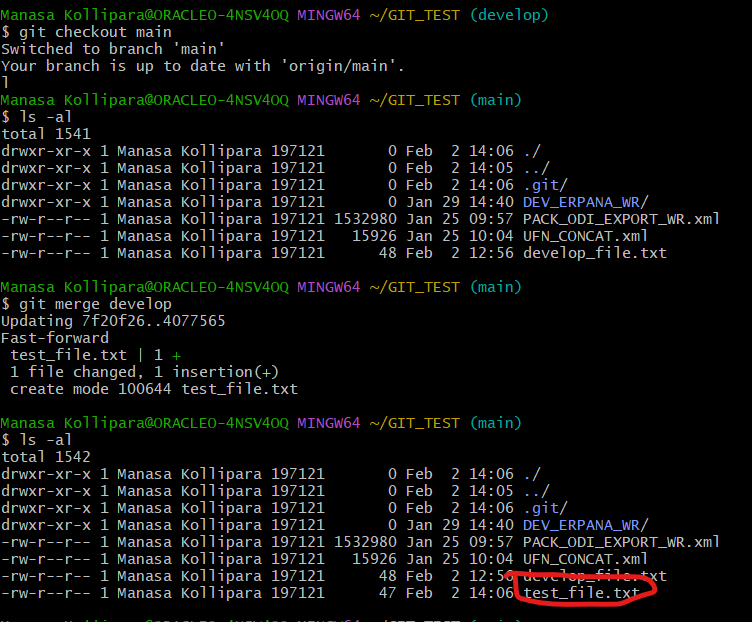 Manasa Kollipara@ORACLEO-4NSV4OQ MINGW64 ~/GIT_TEST (develop)
$ git checkout main
Switched to branch 'main'
Your branch is up to date with 'origin/main'.
l
Manasa Kollipara@ORACLEO-4NSV4OQ MINGW64 ~/GIT_TEST (main)
$ ls -al
total 1541
drwxr-xr-x 1 Manasa Kollipara 197121       0 Feb  2 14:06 ./
drwxr-xr-x 1 Manasa Kollipara 197121       0 Feb  2 14:05 ../
drwxr-xr-x 1 Manasa Kollipara 197121       0 Feb  2 14:06 .git/
drwxr-xr-x 1 Manasa Kollipara 197121       0 Jan 29 14:40 DEV_ERPANA_WR/
-rw-r--r-- 1 Manasa Kollipara 197121 1532980 Jan 25 09:57 PACK_ODI_EXPORT_WR.xml
-rw-r--r-- 1 Manasa Kollipara 197121   15926 Jan 25 10:04 UFN_CONCAT.xml
-rw-r--r-- 1 Manasa Kollipara 197121      48 Feb  2 12:56 develop_file.txt
Manasa Kollipara@ORACLEO-4NSV4OQ MINGW64 ~/GIT_TEST (main)
$ git merge develop
Updating 7f20f26..4077565
Fast-forward
 test_file.txt | 1 +
 1 file changed, 1 insertion(+)
 create mode 100644 test_file.txt
Manasa Kollipara@ORACLEO-4NSV4OQ MINGW64 ~/GIT_TEST (main)
$ ls -al
total 1542
drwxr-xr-x 1 Manasa Kollipara 197121       0 Feb  2 14:06 ./
drwxr-xr-x 1 Manasa Kollipara 197121       0 Feb  2 14:05 ../
drwxr-xr-x 1 Manasa Kollipara 197121       0 Feb  2 14:06 .git/
drwxr-xr-x 1 Manasa Kollipara 197121       0 Jan 29 14:40 DEV_ERPANA_WR/
-rw-r--r-- 1 Manasa Kollipara 197121 1532980 Jan 25 09:57 PACK_ODI_EXPORT_WR.xml
-rw-r--r-- 1 Manasa Kollipara 197121   15926 Jan 25 10:04 UFN_CONCAT.xml
-rw-r--r-- 1 Manasa Kollipara 197121      48 Feb  2 12:56 develop_file.txt
-rw-r--r-- 1 Manasa Kollipara 197121      47 Feb  2 14:06 test_file.txt